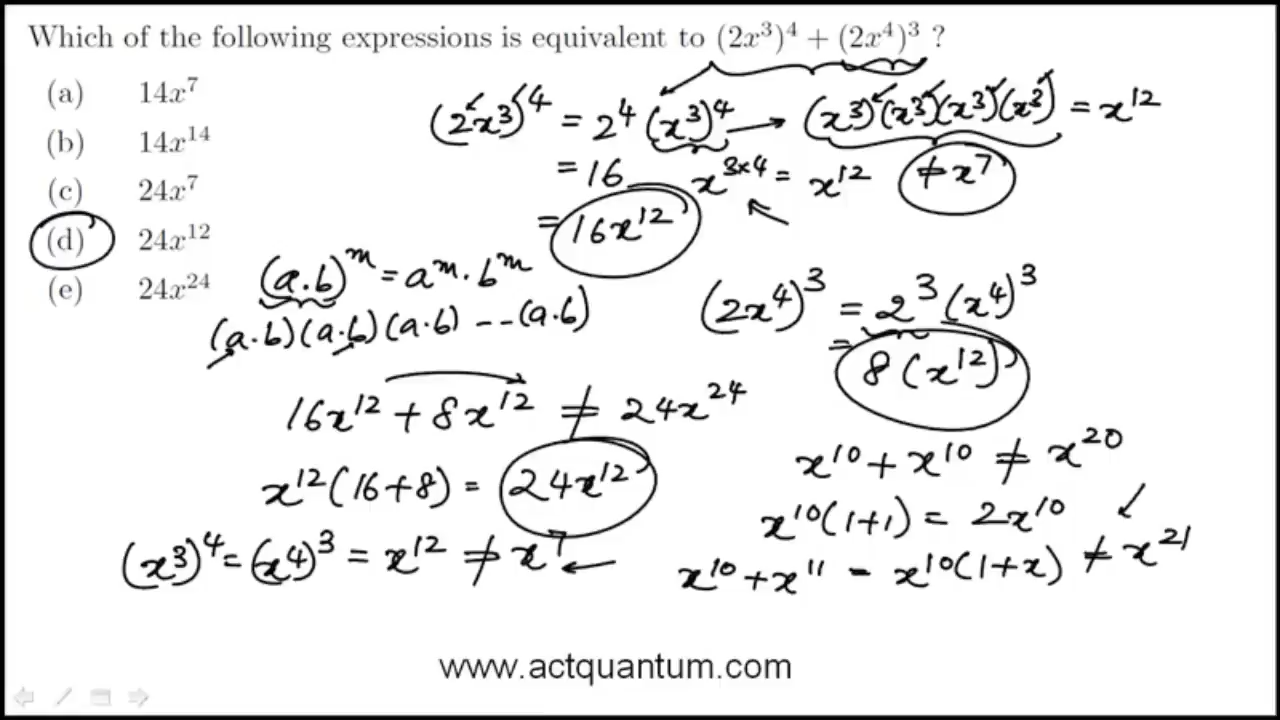 Which of the following expressions is equivalent to (2x³)⁴ + (2x⁴)³ ?
(a) 14x⁷
(b) 14x¹⁴
(c) 24x⁷
(d) 24x¹²
(e) 24x²⁴
(2x³)⁴ = 2⁴ (x³)⁴ → (x³)(x³)(x³)(x³) = x¹²
= 16 x³ˣ⁴ = x¹² ≠ x⁷
= 16x¹²
(a.b)ᵐ = aᵐ. bᵐ
(a.b)(a.b)(a.b) -- (a.b)
(2x⁴)³ = 2³ (x⁴)³
= 8(x¹²)
16x¹² + 8x¹² ≠ 24x²⁴
x¹²(16+8) = 24x¹²
(x³)⁴ = (x⁴)³ = x¹² ≠ x⁷ ←
x¹⁰ + x¹⁰ ≠ x²⁰
x¹⁰(1+1) = 2x¹⁰
x¹⁰ + x¹¹ = x¹⁰(1+x) ≠ x²¹
www.actquantum.com